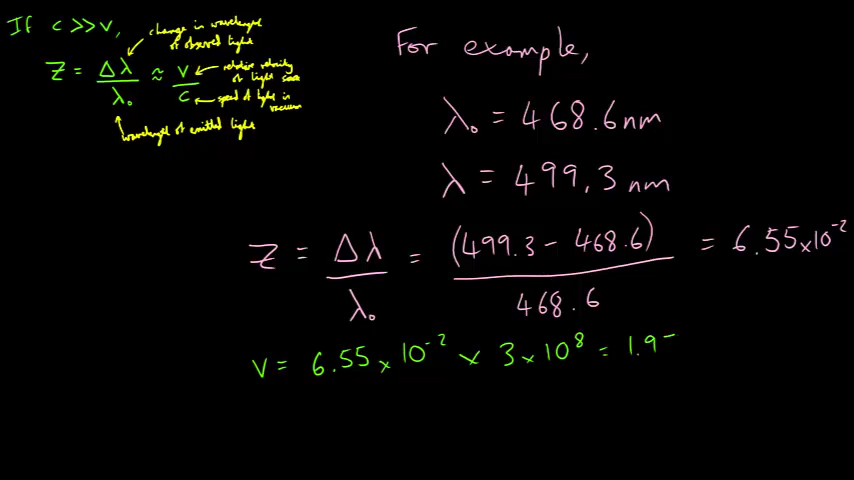 If c >> v,
change in wavelength
of observed light
Z = Δλ/λ₀ ≈ v/c
relative velocity
of light source
speed of light in
vacuum
wavelength of emitted light
For example,
λ₀ = 468.6 nm
λ = 499.3 nm
Z = Δλ/λ₀ = (499.3 - 468.6)/468.6 = 6.55 × 10⁻²
v = 6.55 × 10⁻² × 3 × 10⁸ = 1.9